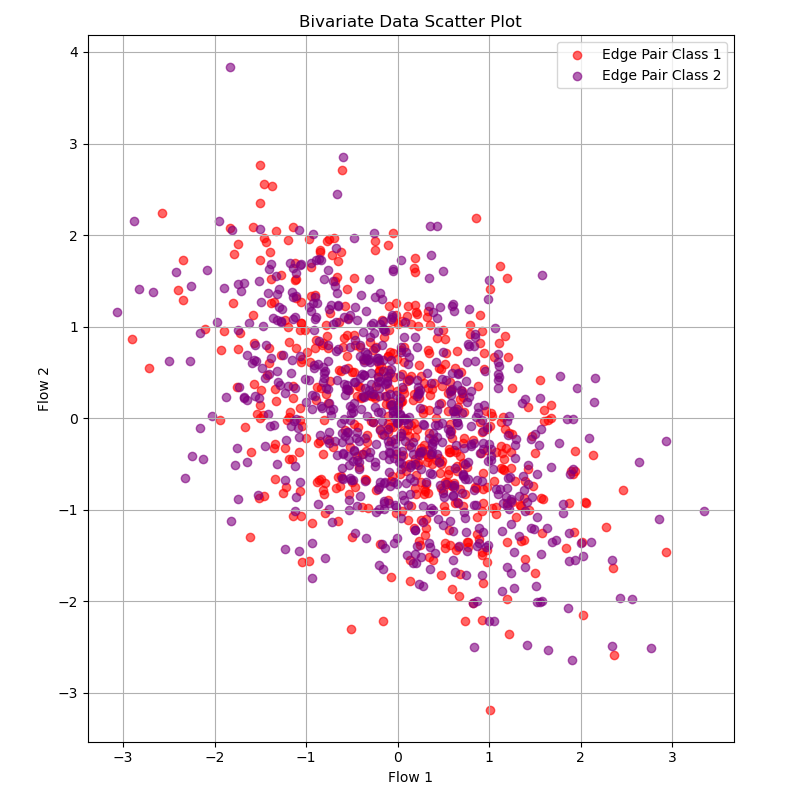 Bivariate Data Scatter Plot
Edge Pair Class 1
Edge Pair Class 2
4
3
2
1
0
−1
−2
−3
Flow 2
−3 −2 −1 0 1 2 3
Flow 1